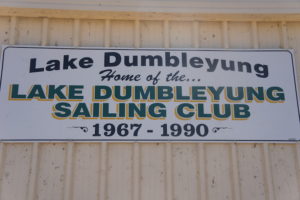 Lake Dumbleyung
Home of the...
LAKE DUMBLEYUNG
SAILING CLUB
1967 - 1990